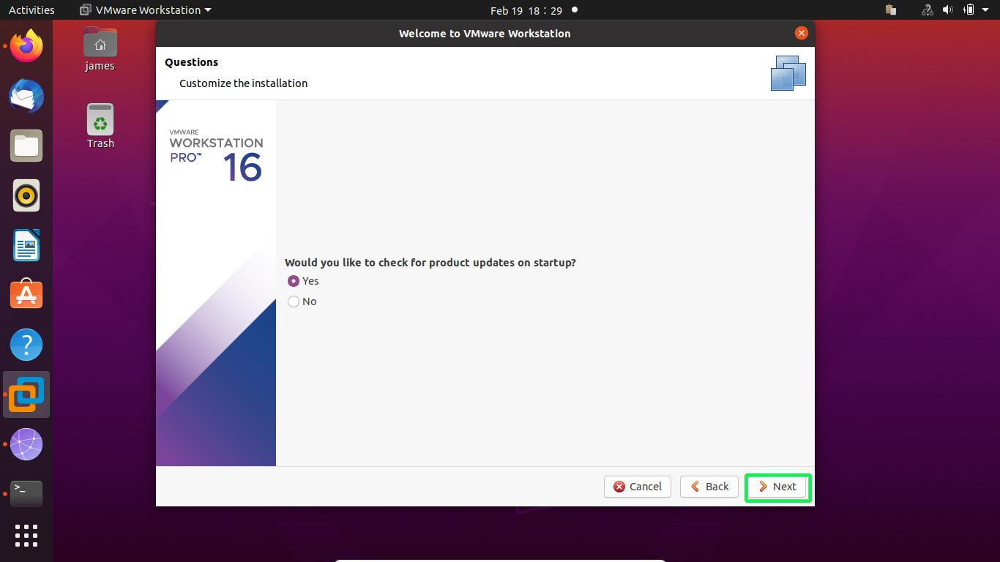 Activities
VMware Workstation
Feb 19 18:29
Welcome to VMware Workstation
james
Trash
Questions
Customize the installation
VMWARE
WORKSTATION
PRO™
16
Would you like to check for product updates on startup?
Yes
No
?
>_
Cancel
Back
Next